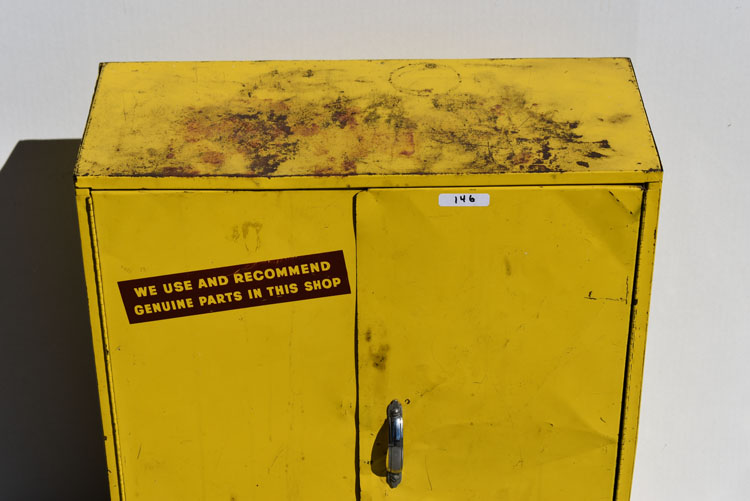 146
WE USE AND RECOMMEND
GENUINE PARTS IN THIS SHOP